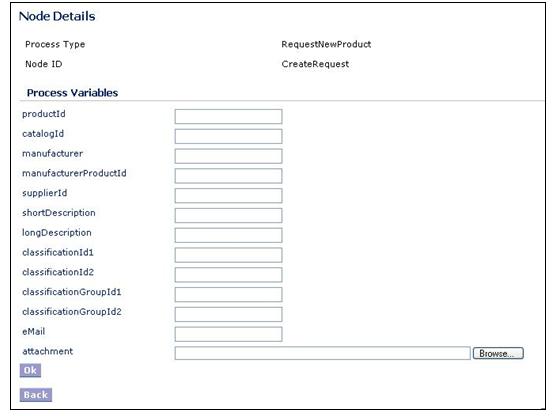 Node Details
Process Type RequestNewProduct
Node ID CreateRequest
Process Variables
productId
catalogId
manufacturer
manufacturerProductId
supplierId
shortDescription
longDescription
classificationId1
classificationId2
classificationGroupId1
classificationGroupId2
eMail
attachment Browse...
Ok
Back